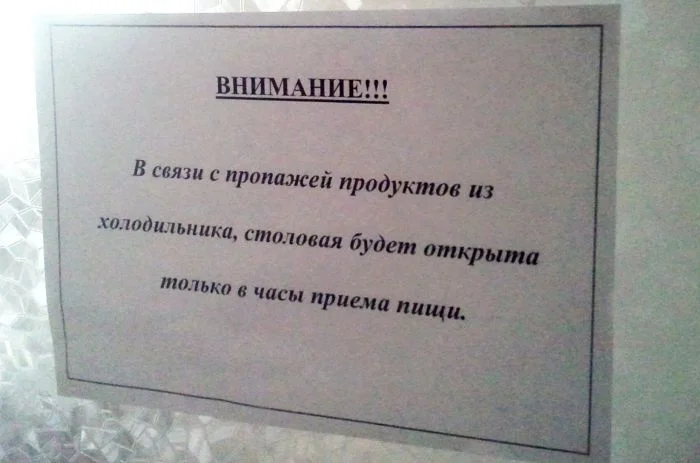 ВНИМАНИЕ!!!
В связи с пропажей продуктов из
холодильника, столовая будет открыта
только в часы приема пищи.